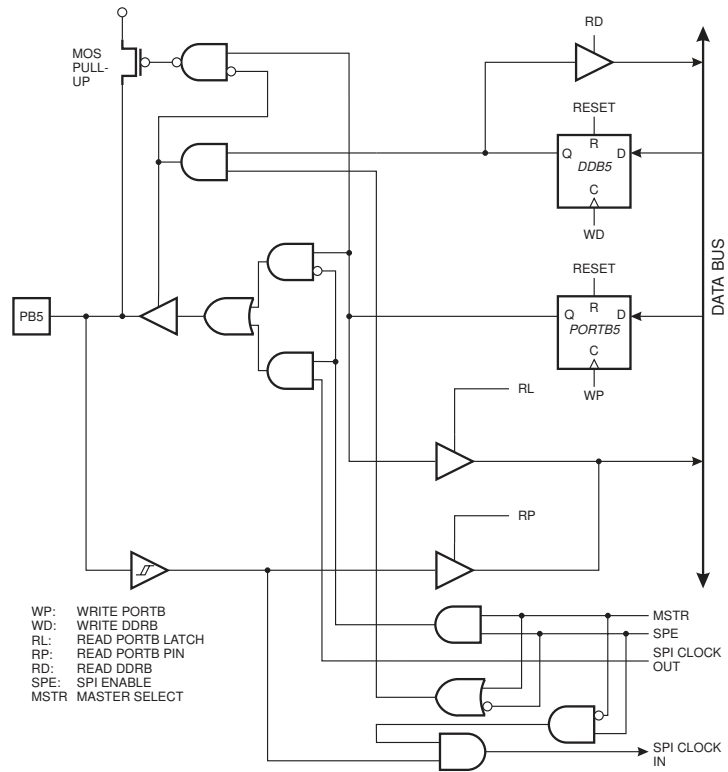 RD
MOS
PULL-
UP
RESET
R
Q
D
DDB5
C
WD
DATA BUS
RESET
R
Q
D
PORTB5
C
WP
PB5
RL
RP
WP: WRITE PORTB
WD: WRITE DDRB
RL: READ PORTB LATCH
RP: READ PORTB PIN
RD: READ DDRB
SPE: SPI ENABLE
MSTR MASTER SELECT
MSTR
SPE
SPI CLOCK
OUT
SPI CLOCK
IN